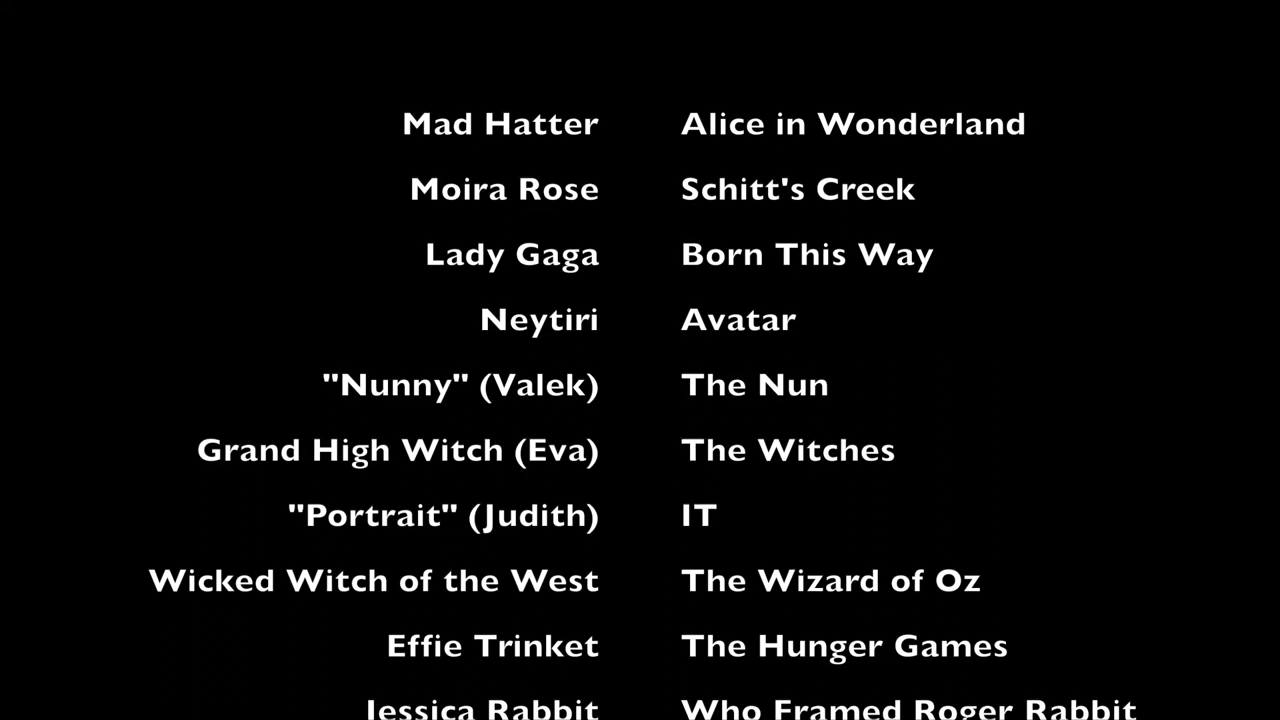 Mad Hatter Alice in Wonderland
Moira Rose Schitt's Creek
Lady Gaga Born This Way
Neytiri Avatar
"Nunny" (Valek) The Nun
Grand High Witch (Eva) The Witches
"Portrait" (Judith) IT
Wicked Witch of the West The Wizard of Oz
Effie Trinket The Hunger Games
Jessica Rabbit Who Framed Roger Rabbit